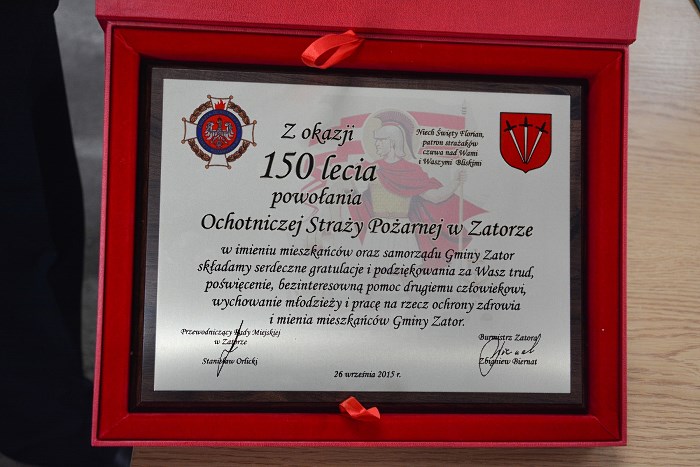 Z okazji
150 lecia
powołania
Niech Święty Florian,
patron strażaków
czuwa nad Wami
i Waszymi Bliskimi
Ochotniczej Straży Pożarnej w Zatorze
w imieniu mieszkańców oraz samorządu Gminy Zator
składamy serdeczne gratulacje i podziękowania za Wasz trud,
poświęcenie, bezinteresowną pomoc drugiemu człowiekowi,
wychowanie młodzieży i pracę na rzecz ochrony zdrowia
i mienia mieszkańców Gminy Zator.
Przewodniczący Rady Miejskiej
w Zatorze
Stanisław Orlicki
Burmistrz Zatora
Zbigniew Biernat
26 września 2015 r.